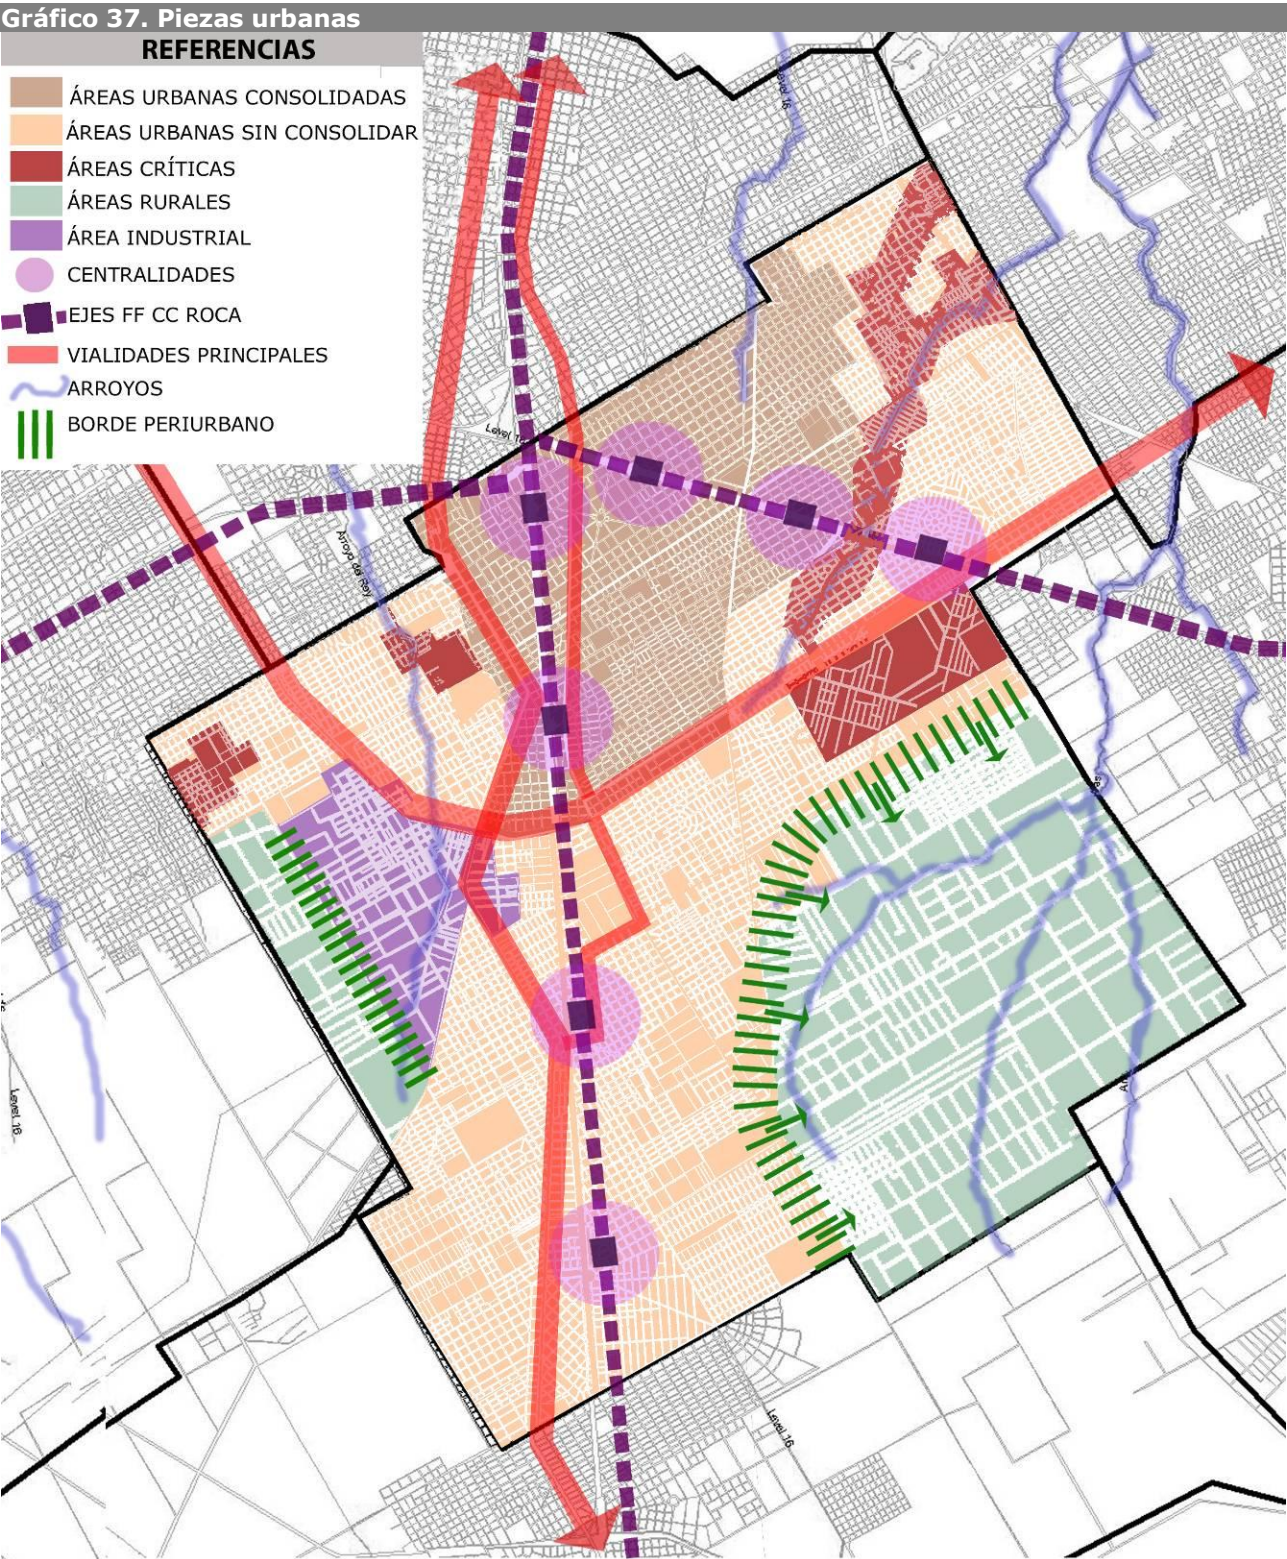 Gráfico 37. Piezas urbanas
REFERENCIAS
ÁREAS URBANAS CONSOLIDADAS
ÁREAS URBANAS SIN CONSOLIDAR
ÁREAS CRÍTICAS
ÁREAS RURALES
ÁREA INDUSTRIAL
CENTRALIDADES
EJES FF CC ROCA
VIALIDADES PRINCIPALES
ARROYOS
BORDE PERIURBANO
Level 16
Level
Arroyo del Rey
Level 16
Level 16